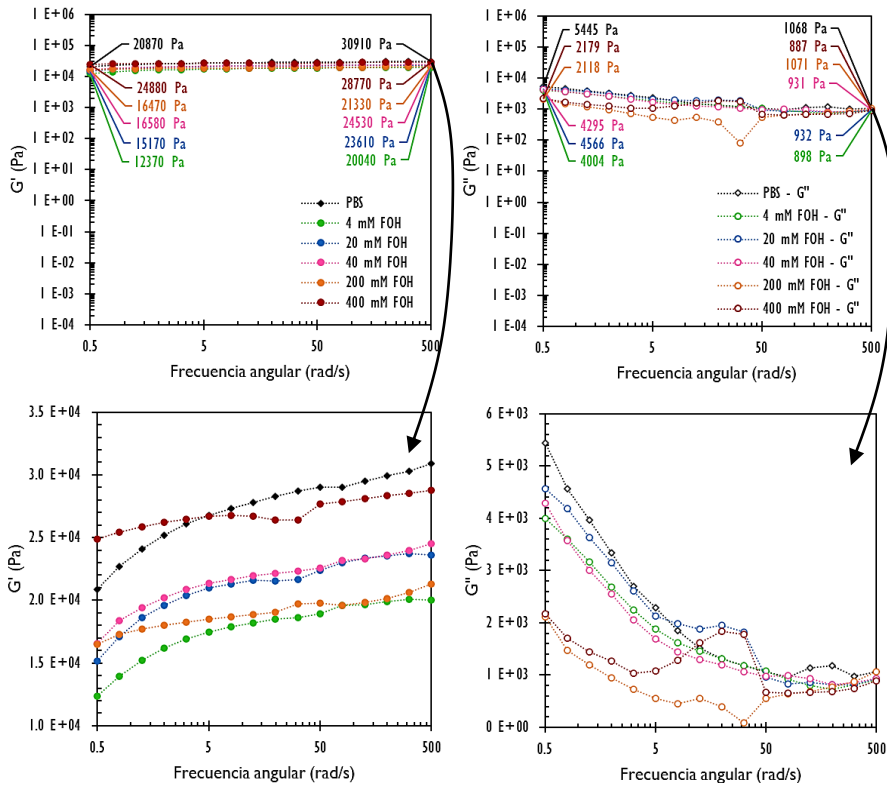 1 E+06
1 E+05
1 E+04
1 E+03
1 E+02
1 E+01
1 E+00
1 E-01
1 E-02
1 E-03
1 E-04
G' (Pa)
20870 Pa
30910 Pa
24880 Pa
16470 Pa
16580 Pa
15170 Pa
12370 Pa
28770 Pa
21330 Pa
24530 Pa
23610 Pa
20040 Pa
PBS
4 mM FOH
20 mM FOH
40 mM FOH
200 mM FOH
400 mM FOH
0.5 5 50 500
Frecuencia angular (rad/s)
1 E+06
1 E+05
1 E+04
1 E+03
1 E+02
1 E+01
1 E+00
1 E-01
1 E-02
1 E-03
1 E-04
G'' (Pa)
5445 Pa
2179 Pa
2118 Pa
1068 Pa
887 Pa
1071 Pa
931 Pa
4295 Pa
4566 Pa
4004 Pa
932 Pa
898 Pa
PBS - G''
4 mM FOH - G''
20 mM FOH - G''
40 mM FOH - G''
200 mM FOH - G''
400 mM FOH - G''
0.5 5 50 500
Frecuencia angular (rad/s)
3.5 E+04
3.0 E+04
2.5 E+04
2.0 E+04
1.5 E+04
1.0 E+04
G' (Pa)
0.5 5 50 500
Frecuencia angular (rad/s)
6 E+03
5 E+03
4 E+03
3 E+03
2 E+03
1 E+03
0 E+00
G'' (Pa)
0.5 5 50 500
Frecuencia angular (rad/s)